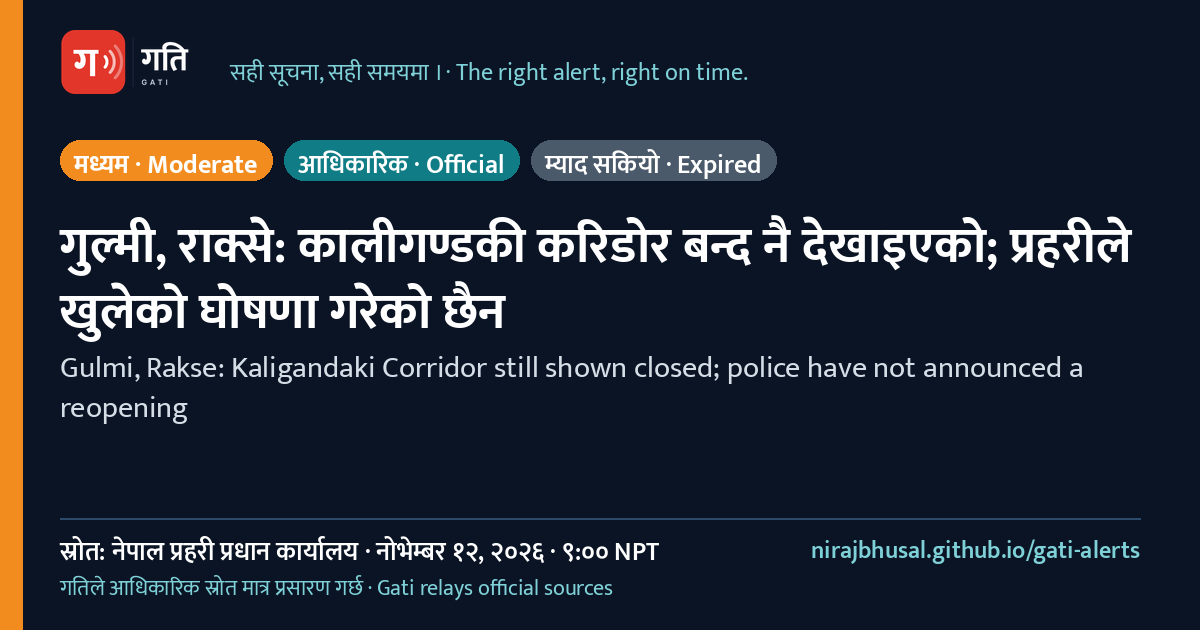 ग
गति
GATI
सही सूचना, सही समयमा । · The right alert, right on time.
मध्यम · Moderate
आधिकारिक · Official
म्याद सकियो · Expired
गुल्मी, राक्से: कालीगण्डकी करिडोर बन्द नै देखाइएको; प्रहरीले
खुलेको घोषणा गरेको छैन
Gulmi, Rakse: Kaligandaki Corridor still shown closed; police have not announced a
reopening
स्रोत: नेपाल प्रहरी प्रधान कार्यालय · नोभेम्बर १२, २०२६ · ९:०० NPT
nirajbhusal.github.io/gati-alerts
गतिले आधिकारिक स्रोत मात्र प्रसारण गर्छ · Gati relays official sources